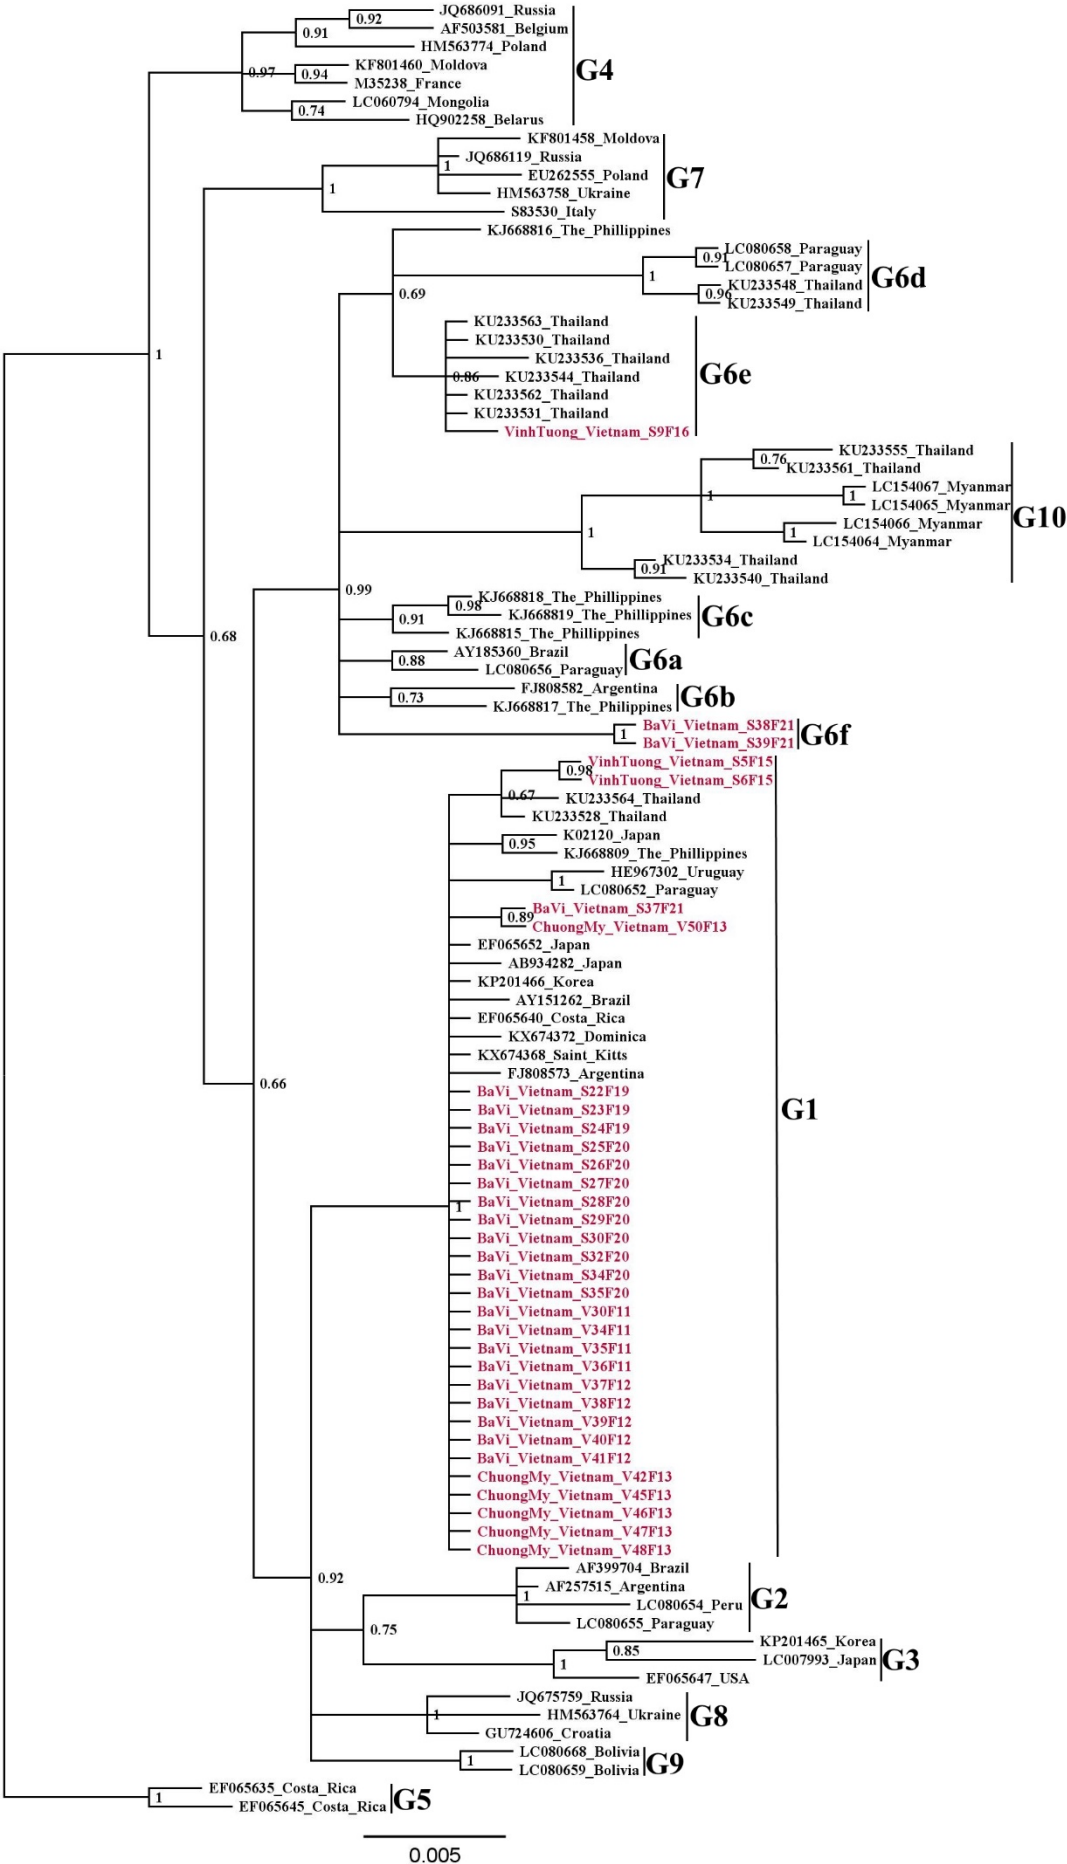 JQ686091_Russia
0.92
AF503581_Belgium
0.91
HM563774_Poland
G4
KF801460_Moldova
0.97
0.94
M35238_France
LC060794_Mongolia
0.74
HQ902258_Belarus
KF801458_Moldova
JQ686119_Russia
1
EU262555_Poland
G7
1
HM563758_Ukraine
S83530_Italy
KJ668816_The_Phillippines
LC080658_Paraguay
0.91
LC080657_Paraguay
1
G6d
KU233548_Thailand
0.96
KU233549_Thailand
0.69
KU233563_Thailand
KU233530_Thailand
1
KU233536_Thailand
G6e
0.86
KU233544_Thailand
KU233562_Thailand
KU233531_Thailand
VinhTuong_Vietnam_S9F16
KU233555_Thailand
0.76
KU233561_Thailand
LC154067_Myanmar
1
1
LC154065_Myanmar
G10
LC154066_Myanmar
1
1
LC154064_Myanmar
KU233534_Thailand
0.91
KU233540_Thailand
0.99
KJ668818_The_Phillippines
0.98
KJ668819_The_Phillippines
G6c
0.91
KJ668815_The_Phillippines
0.68
AY185360_Brazil
0.88
G6a
LC080656_Paraguay
FJ808582_Argentina
0.73
G6b
KJ668817_The_Phillippines
BaVi_Vietnam_S38F21
1
G6f
BaVi_Vietnam_S39F21
VinhTuong_Vietnam_S5F15
0.98
VinhTuong_Vietnam_S6F15
0.67
KU233564_Thailand
KU233528_Thailand
K02120_Japan
0.95
KJ668809_The_Phillippines
HE967302_Uruguay
1
LC080652_Paraguay
BaVi_Vietnam_S37F21
0.89
ChuongMy_Vietnam_V50F13
EF065652_Japan
AB934282_Japan
KP201466_Korea
AY151262_Brazil
EF065640_Costa_Rica
KX674372_Dominica
KX674368_Saint_Kitts
FJ808573_Argentina
0.66
BaVi_Vietnam_S22F19
G1
BaVi_Vietnam_S23F19
BaVi_Vietnam_S24F19
BaVi_Vietnam_S25F20
BaVi_Vietnam_S26F20
BaVi_Vietnam_S27F20
BaVi_Vietnam_S28F20
1
BaVi_Vietnam_S29F20
BaVi_Vietnam_S30F20
BaVi_Vietnam_S32F20
BaVi_Vietnam_S34F20
BaVi_Vietnam_S35F20
BaVi_Vietnam_V30F11
BaVi_Vietnam_V34F11
BaVi_Vietnam_V35F11
BaVi_Vietnam_V36F11
BaVi_Vietnam_V37F12
BaVi_Vietnam_V38F12
BaVi_Vietnam_V39F12
BaVi_Vietnam_V40F12
BaVi_Vietnam_V41F12
ChuongMy_Vietnam_V42F13
ChuongMy_Vietnam_V45F13
ChuongMy_Vietnam_V46F13
ChuongMy_Vietnam_V47F13
ChuongMy_Vietnam_V48F13
0.92
AF399704_Brazil
AF257515_Argentina
1
G2
LC080654_Peru
LC080655_Paraguay
0.75
KP201465_Korea
0.85
LC007993_Japan
G3
1
EF065647_USA
JQ675759_Russia
1
HM563764_Ukraine
G8
GU724606_Croatia
LC080668_Bolivia
1
G9
LC080659_Bolivia
EF065635_Costa_Rica
1
G5
EF065645_Costa_Rica
0.005